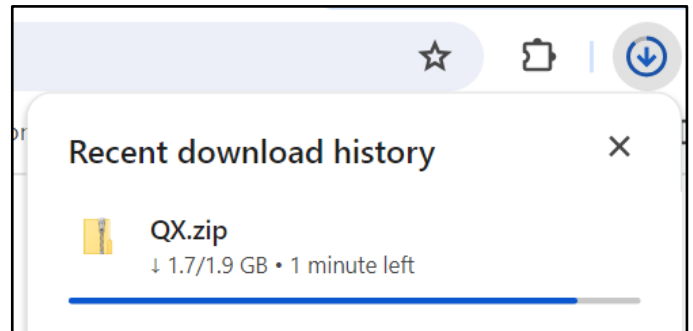 Recent download history
QX.zip
↓ 1.7/1.9 GB • 1 minute left